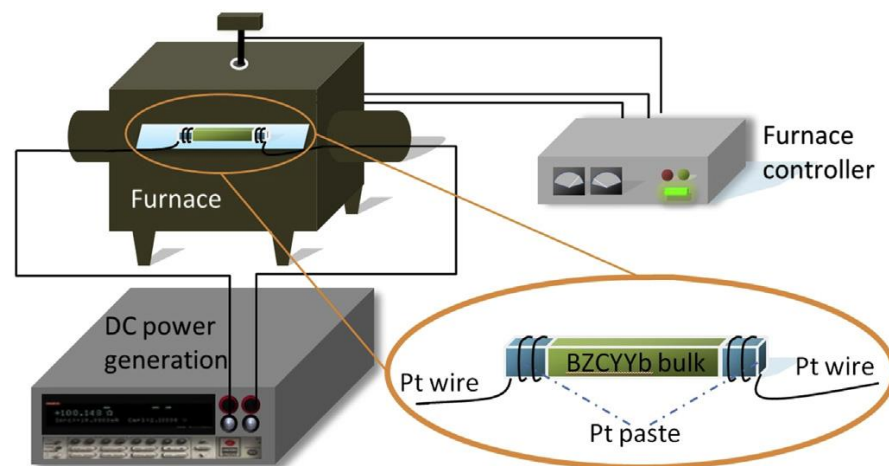 Furnace
Furnace
controller
DC power
generation
BZCYYb bulk
Pt wire
Pt wire
Pt paste